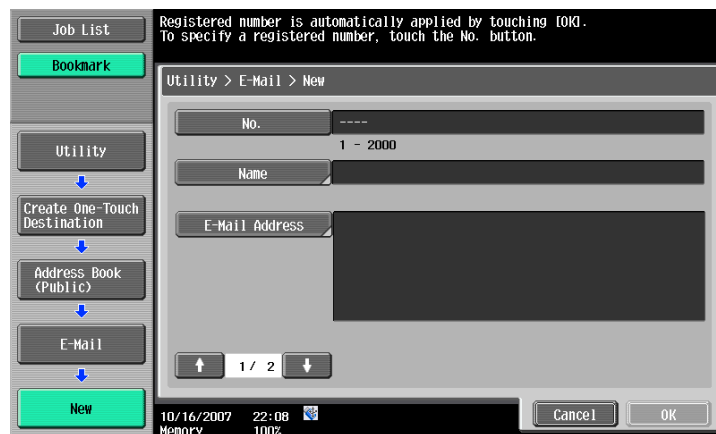 Job List
Bookmark
Registered number is automatically applied by touching [OK].
To specify a registered number, touch the No. button.
Utility > E-Mail > New
Utility
Create One-Touch
Destination
Address Book
(Public)
E-Mail
New
No.
----
1 - 2000
Name
E-Mail Address
1/ 2
10/16/2007 22:08
Memory 100%
Cancel
OK